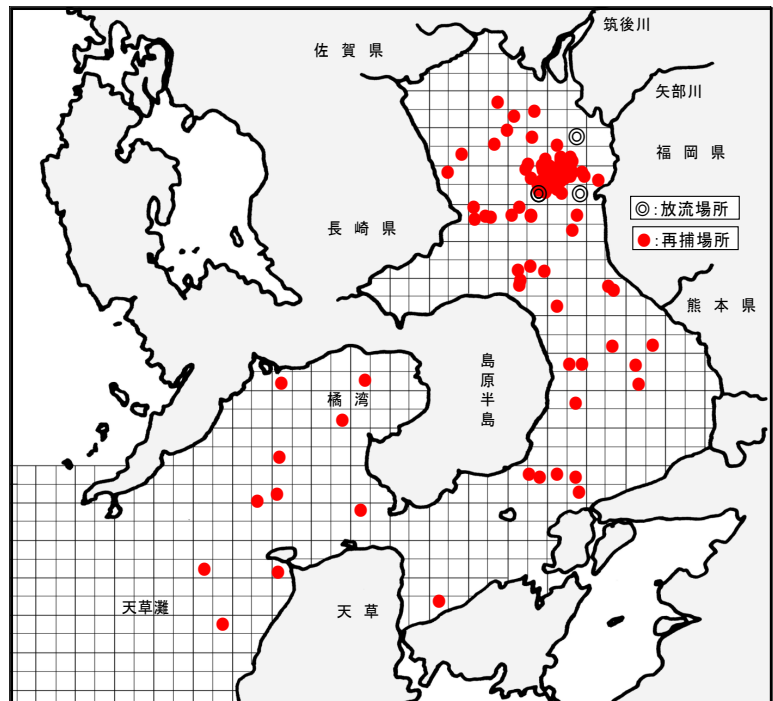 筑後川
佐賀県
矢部川
福岡県
◎:放流場所
●:再捕場所
長崎県
熊本県
島原半島
橘湾
天草灘
天草